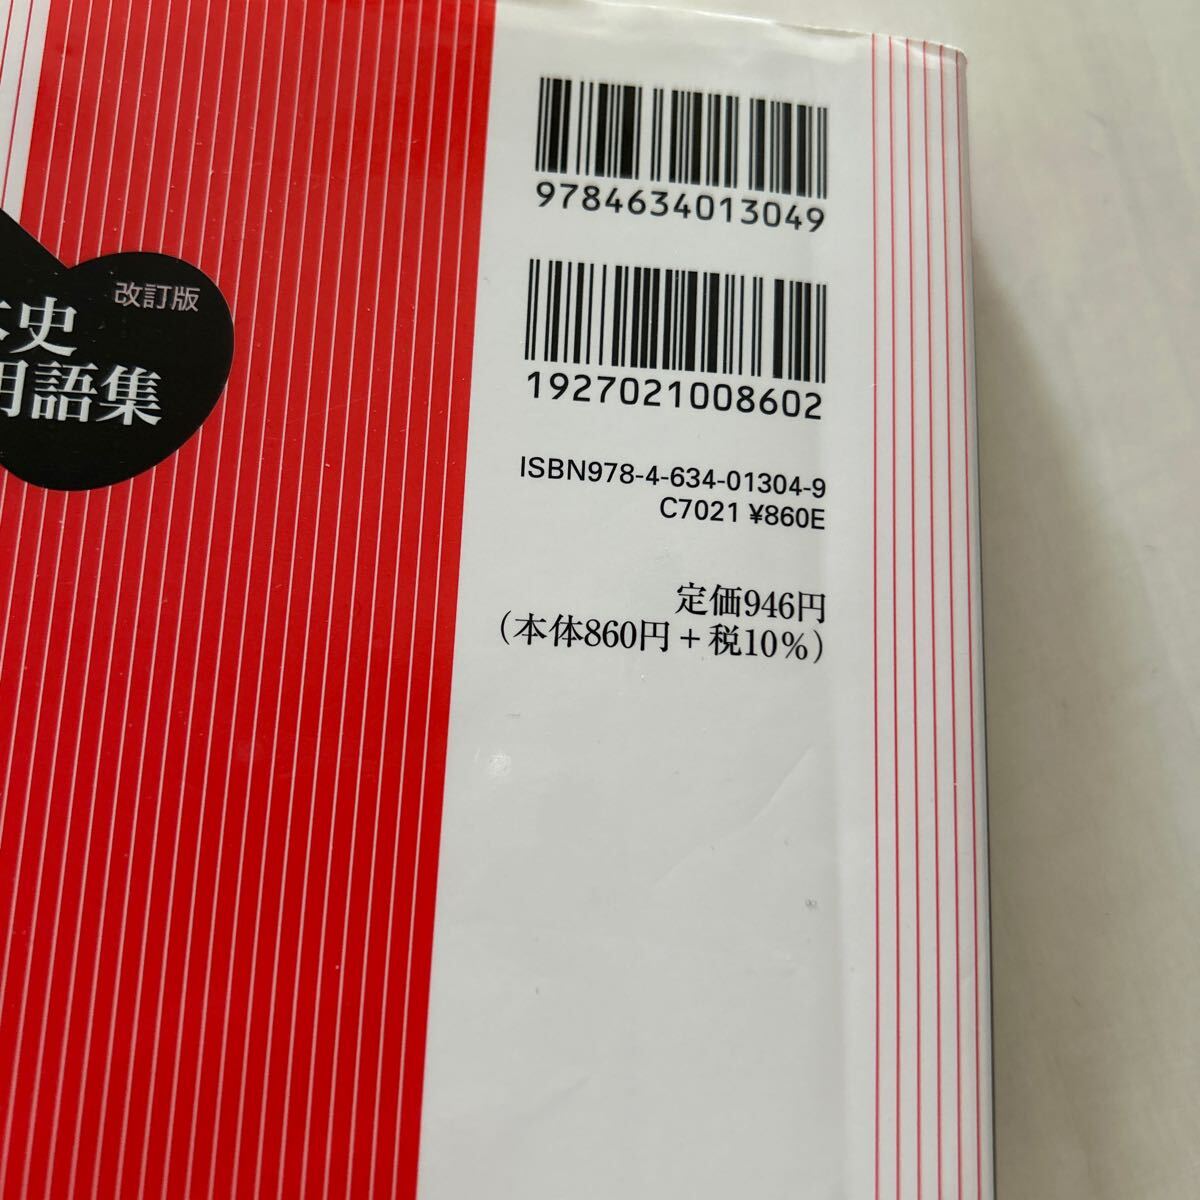 改訂版
本史
用語集
9784634013049
1927021008602
ISBN978-4-634-01304-9
C7021 ¥860E
定価946円
(本体860円+税10%)